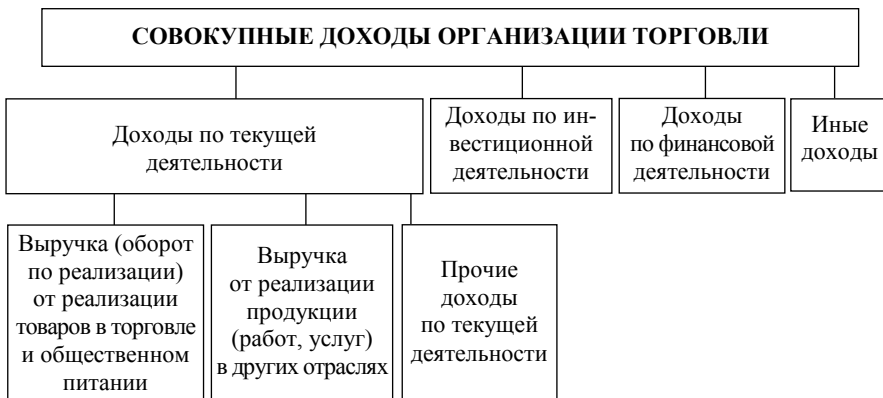 СОВОКУПНЫЕ ДОХОДЫ ОРГАНИЗАЦИИ ТОРГОВЛИ
Доходы по текущей
деятельности
Доходы по ин-
вестиционной
деятельности
Доходы
по финансовой
деятельности
Иные
доходы
Выручка (оборот
по реализации)
от реализации
товаров в торговле
и общественном
питании
Выручка
от реализации
продукции
(работ, услуг)
в других отраслях
Прочие
доходы
по текущей
деятельности